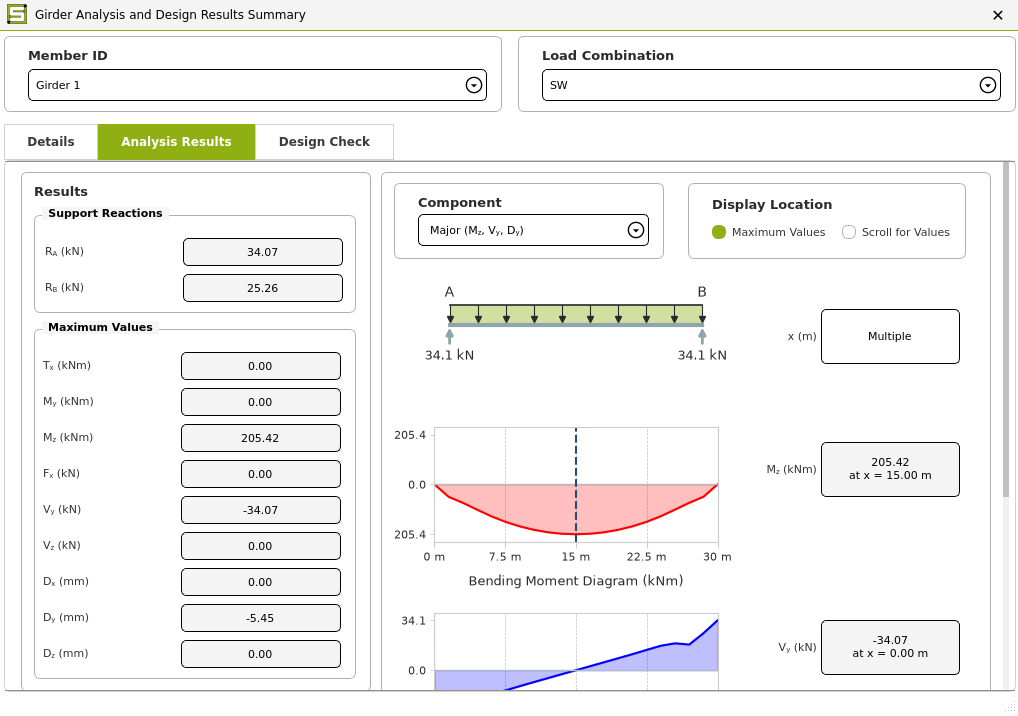 Girder Analysis and Design Results Summary
Member ID
Girder 1
Load Combination
SW
Details
Analysis Results
Design Check
Results
Support Reactions
R_A (kN)
34.07
R_B (kN)
25.26
Maximum Values
Tₓ (kNm)
0.00
Mᵧ (kNm)
0.00
M_z (kNm)
205.42
Fₓ (kN)
0.00
Vᵧ (kN)
-34.07
V_z (kN)
0.00
Dₓ (mm)
0.00
Dᵧ (mm)
-5.45
D_z (mm)
0.00
Component
Major (M_z, Vᵧ, Dᵧ)
Display Location
Maximum Values
Scroll for Values
A
B
34.1 kN
34.1 kN
x (m)
Multiple
205.4
0.0
205.4
0 m
7.5 m
15 m
22.5 m
30 m
Bending Moment Diagram (kNm)
M_z (kNm)
205.42
at x = 15.00 m
34.1
0.0
Vᵧ (kN)
-34.07
at x = 0.00 m